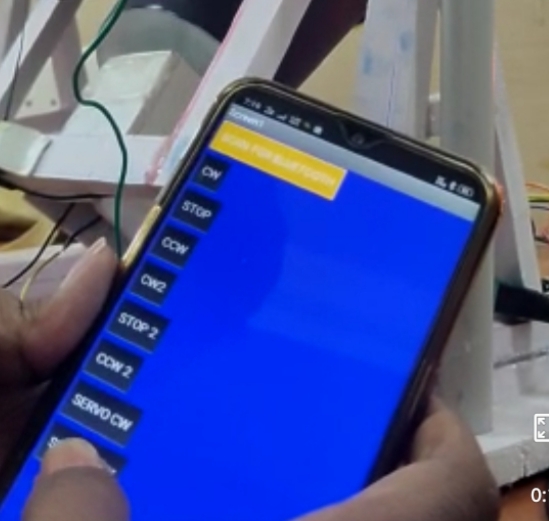 Screen1
SCAN FOR BLUETOOTH
CW
STOP
CCW
CW2
STOP 2
CCW 2
SERVO CW